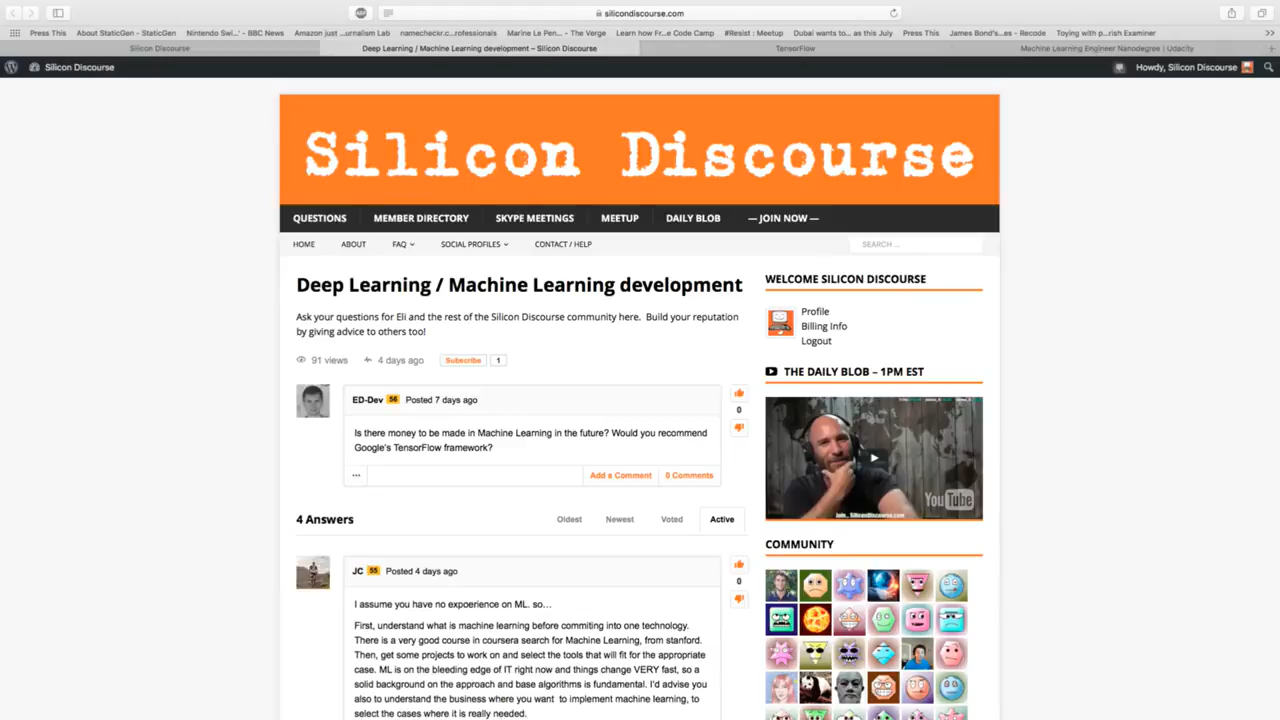 silicondiscourse.com
Press This
About StaticGen - StaticGen
Nintendo Swi…' - BBC News
Amazon just …ournalism Lab
namecheckr.c…rofessionals
Marine Le Pen… - The Verge
Learn how Fr…e Code Camp
#Resist : Meetup
Dubai wants to… as this July
Press This
James Bond's…es - Recode
Toying with p…rish Examiner
Silicon Discourse
Deep Learning / Machine Learning development – Silicon Discourse
TensorFlow
Machine Learning Engineer Nanodegree | Udacity
Silicon Discourse
Howdy, Silicon Discourse
Silicon Discourse
QUESTIONS
MEMBER DIRECTORY
SKYPE MEETINGS
MEETUP
DAILY BLOB
— JOIN NOW —
HOME
ABOUT
FAQ
SOCIAL PROFILES
CONTACT / HELP
SEARCH …
Deep Learning / Machine Learning development
Ask your questions for Eli and the rest of the Silicon Discourse community here. Build your reputation
by giving advice to others too!
91 views
4 days ago
Subscribe
1
ED-Dev 56 Posted 7 days ago
0
Is there money to be made in Machine Learning in the future? Would you recommend
Google's TensorFlow framework?
Add a Comment
0 Comments
4 Answers
Oldest
Newest
Voted
Active
JC 55 Posted 4 days ago
0
I assume you have no expoerience on ML. so…
First, understand what is machine learning before commiting into one technology.
There is a very good course in coursera search for Machine Learning, from stanford.
Then, get some projects to work on and select the tools that will fit for the appropriate
case. ML is on the bleeding edge of IT right now and things change VERY fast, so a
solid background on the approach and base algorithms is fundamental. I'd advise you
also to understand the business where you want to implement machine learning, to
select the cases where it is really needed.
WELCOME SILICON DISCOURSE
Profile
Billing Info
Logout
THE DAILY BLOB – 1PM EST
YouTube
Join... SiliconDiscourse.com
COMMUNITY